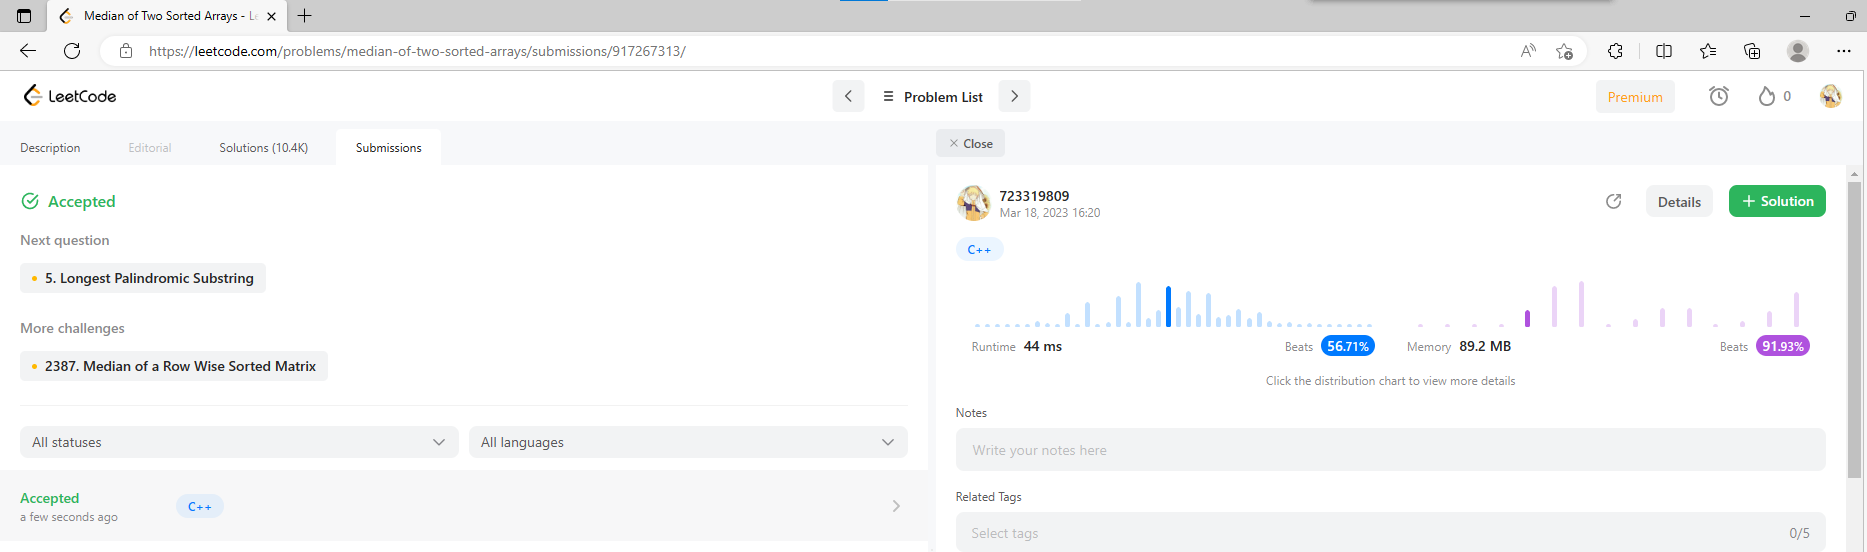 Median of Two Sorted Arrays - Le
https://leetcode.com/problems/median-of-two-sorted-arrays/submissions/917267313/
LeetCode
Problem List
Premium
0
Description
Editorial
Solutions (10.4K)
Submissions
Close
Accepted
Next question
5. Longest Palindromic Substring
More challenges
2387. Median of a Row Wise Sorted Matrix
All statuses
All languages
Accepted
a few seconds ago
C++
723319809
Mar 18, 2023 16:20
Details
+ Solution
C++
Runtime 44 ms
Beats 56.71%
Memory 89.2 MB
Beats 91.93%
Click the distribution chart to view more details
Notes
Write your notes here
Related Tags
Select tags
0/5